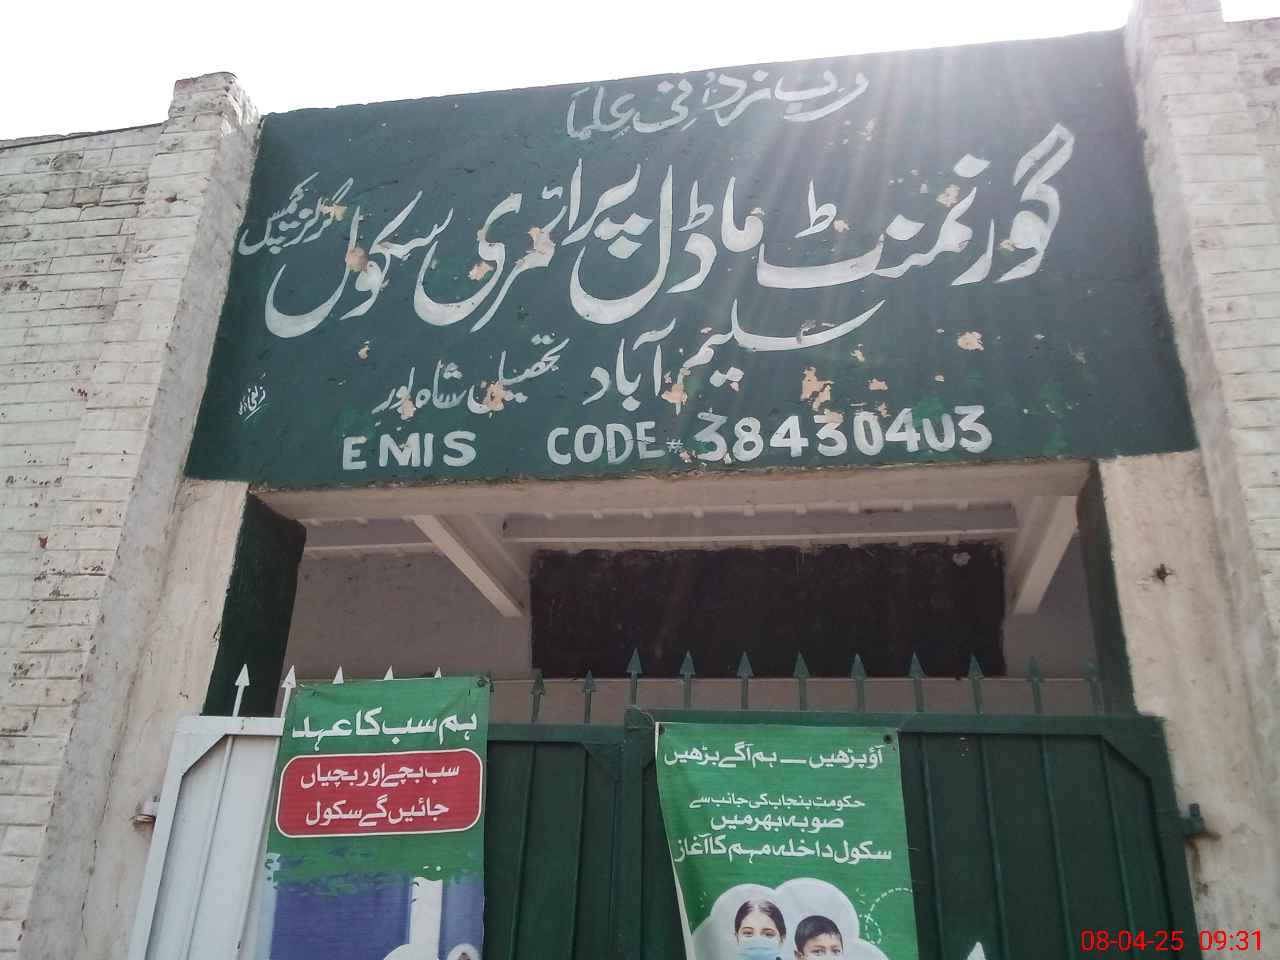 رب زدنی علما
گورنمنٹ ماڈل پرائمری سکول
گرلز کیمپس
سلیم آباد تحصیل شاہ پور
EMIS CODE # 38430403
ہم سب کا عہد
سب بچے اور بچیاں
جائیں گے سکول
آؤ پڑھیں — ہم آگے بڑھیں
حکومت پنجاب کی جانب سے
صوبہ بھر میں
سکول داخلہ مہم کا آغاز
08-04-25 09:31